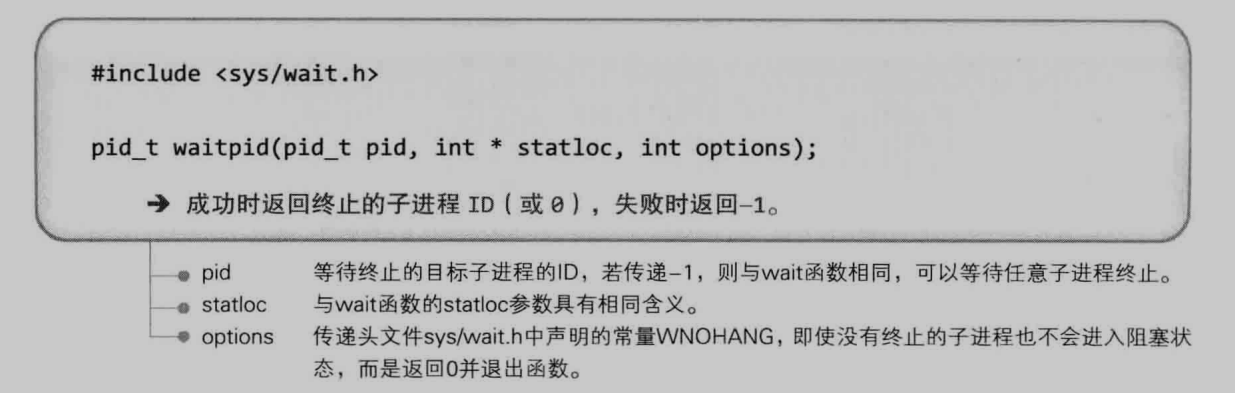 #include <sys/wait.h>
pid_t waitpid(pid_t pid, int * statloc, int options);
➔ 成功时返回终止的子进程 ID（或 0），失败时返回–1。
pid 等待终止的目标子进程的ID，若传递–1，则与wait函数相同，可以等待任意子进程终止。
statloc 与wait函数的statloc参数具有相同含义。
options 传递头文件sys/wait.h中声明的常量WNOHANG，即使没有终止的子进程也不会进入阻塞状
态，而是返回0并退出函数。